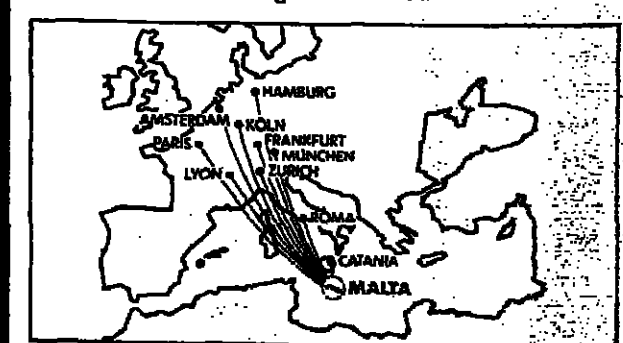 HAMBURG
AMSTERDAM KÖLN
PARIS FRANKFURT
MÜNCHEN
LYON ZURICH
ROMA
CATANIA
MALTA